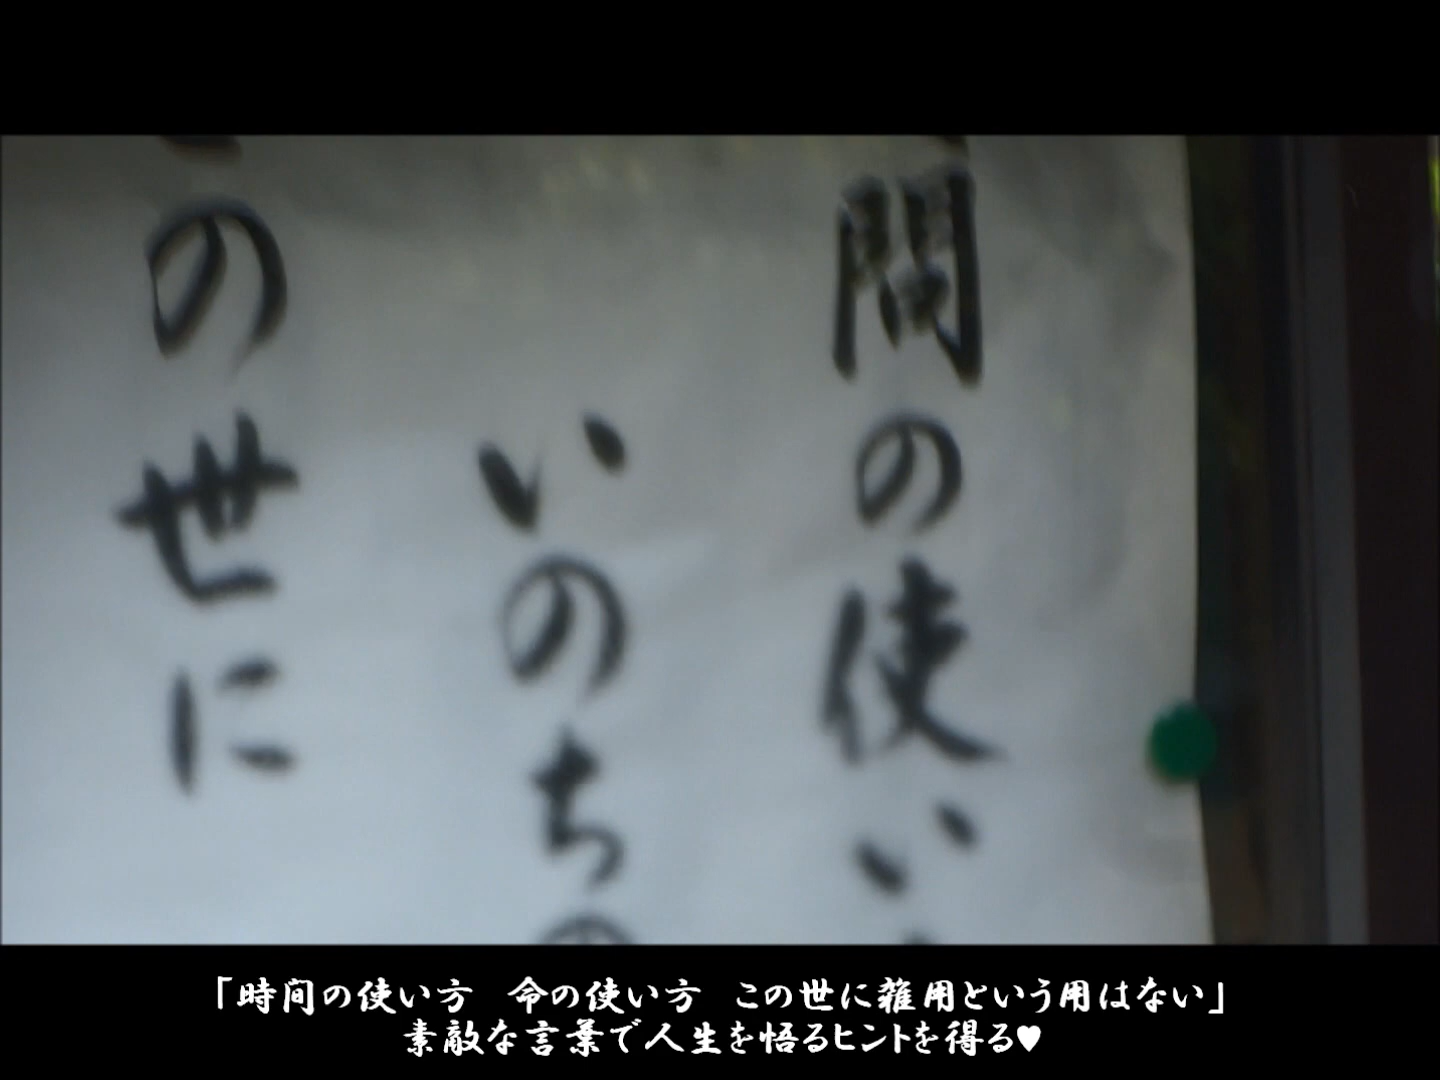 間の使い
いのちの
この世に
「時間の使い方　命の使い方　この世に雑用という用はない」
素敵な言葉で人生を悟るヒントを得る♥